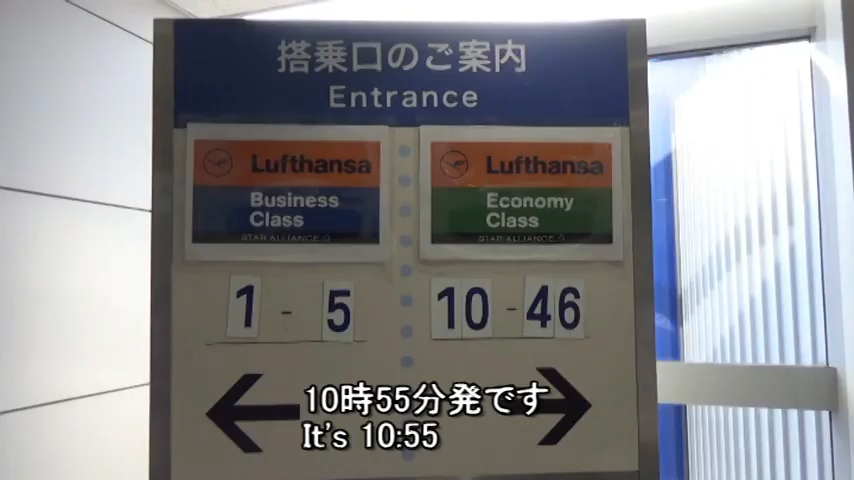 搭乗口のご案内
Entrance
Lufthansa
Business
Class
STAR ALLIANCE
Lufthansa
Economy
Class
STAR ALLIANCE
1 - 5
10 - 46
10時55分発です
It's 10:55